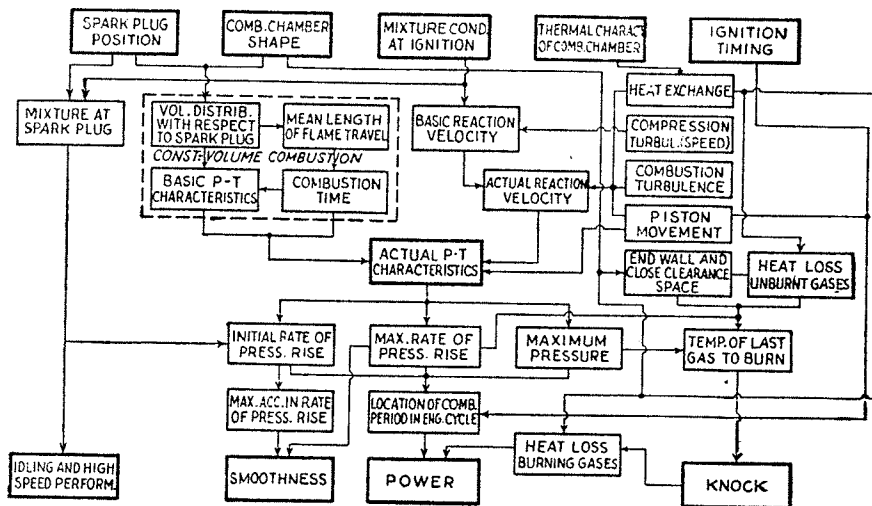 SPARK PLUG
POSITION
COMB. CHAMBER
SHAPE
MIXTURE COND.
AT IGNITION
THERMAL CHARACT.
OF COMB. CHAMBER
IGNITION
TIMING
MIXTURE AT
SPARK PLUG
VOL. DISTRIB.
WITH RESPECT
TO SPARK PLUG
MEAN LENGTH
OF FLAME TRAVEL
BASIC REACTION
VELOCITY
HEAT EXCHANGE
COMPRESSION
TURBUL.(SPEED)
CONST-VOLUME COMBUSTION
BASIC P-T
CHARACTERISTICS
COMBUSTION
TIME
ACTUAL REACTION
VELOCITY
COMBUSTION
TURBULENCE
PISTON
MOVEMENT
ACTUAL P-T
CHARACTERISTICS
END WALL AND
CLOSE CLEARANCE
SPACE
HEAT LOSS
UNBURNT GASES
INITIAL RATE OF
PRESS. RISE
MAX. RATE OF
PRESS. RISE
MAXIMUM
PRESSURE
TEMP. OF LAST
GAS TO BURN
MAX. ACC. IN RATE
OF PRESS. RISE
LOCATION OF COMB.
PERIOD IN ENG. CYCLE
IDLING AND HIGH
SPEED PERFORM.
SMOOTHNESS
POWER
HEAT LOSS
BURNING GASES
KNOCK